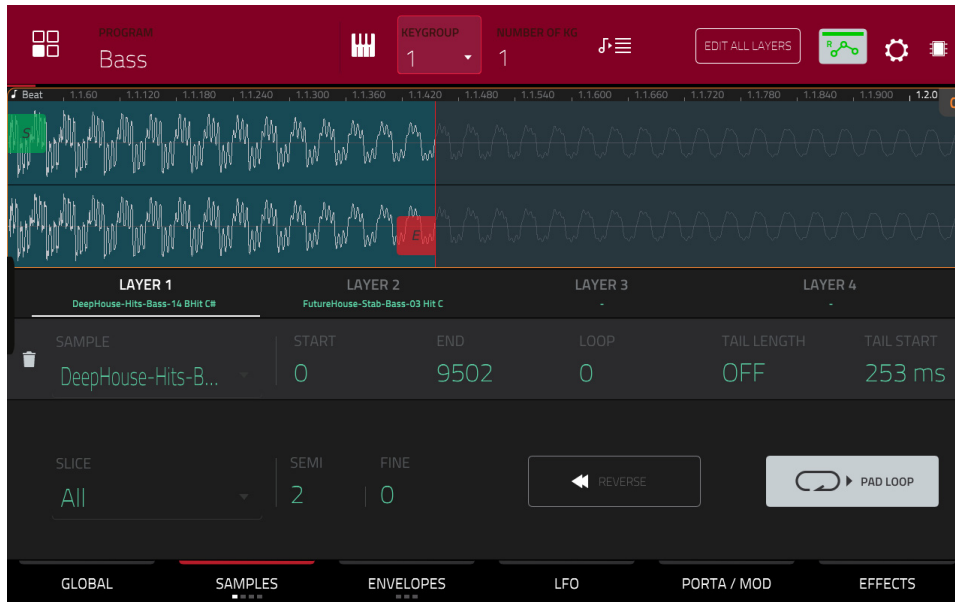 PROGRAM
Bass
KEYGROUP
1
NUMBER OF KG
1
EDIT ALL LAYERS
R
Beat 1.1.60 1.1.120 1.1.180 1.1.240 1.1.300 1.1.360 1.1.420 1.1.480 1.1.540 1.1.600 1.1.660 1.1.720 1.1.780 1.1.840 1.1.900 1.2.0
S
E
LAYER 1 LAYER 2 LAYER 3 LAYER 4
DeepHouse-Hits-Bass-14 BHit C# FutureHouse-Stab-Bass-03 Hit C - -
SAMPLE START END LOOP TAIL LENGTH TAIL START
DeepHouse-Hits-B... 0 9502 0 OFF 253 ms
SLICE SEMI FINE
All 2 0
REVERSE
PAD LOOP
GLOBAL SAMPLES ENVELOPES LFO PORTA / MOD EFFECTS